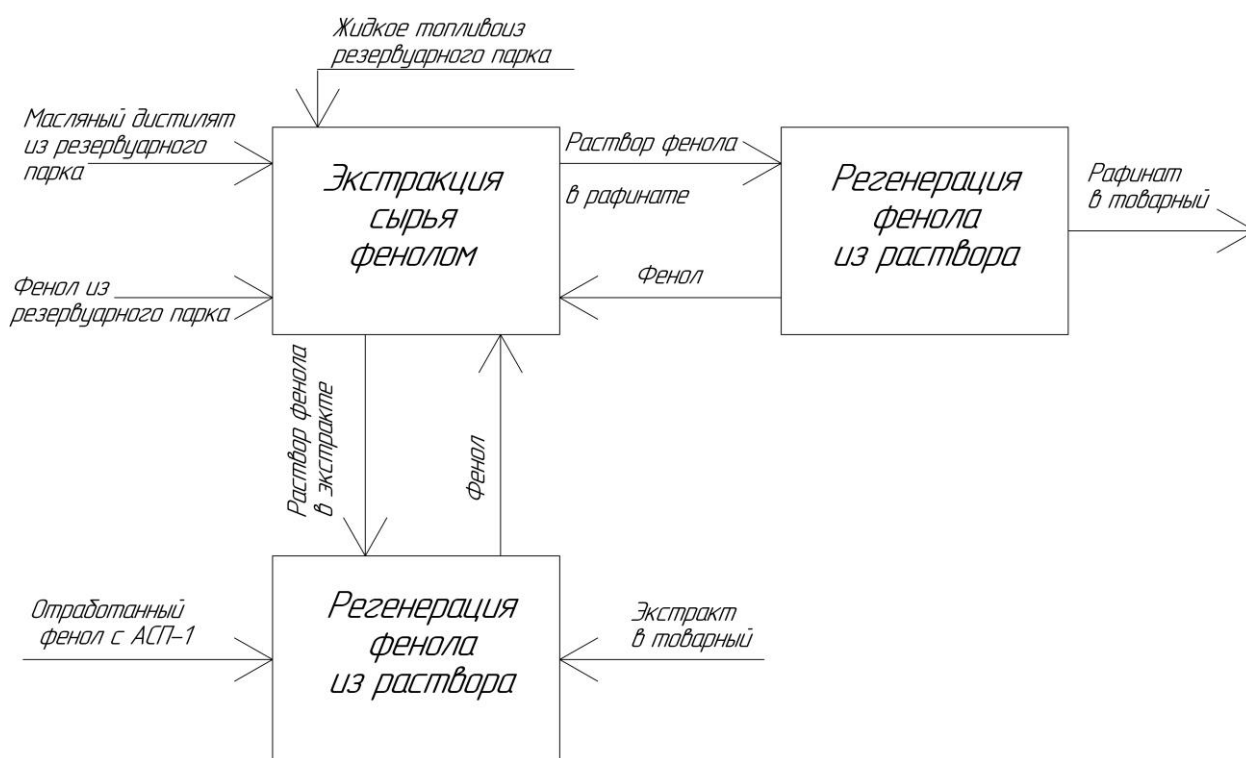 Жидкое топливоиз
резервуарного парка
Масляный дистилят
из резервуарного
парка
Экстракция
сырья
фенолом
Раствор фенола
в рафинате
Регенерация
фенола
из раствора
Рафинат
в товарный
Фенол из
резервуарного парка
Фенол
Раствор фенола
в экстракте
Фенол
Отработанный
фенол с АСП-1
Регенерация
фенола
из раствора
Экстракт
в товарный